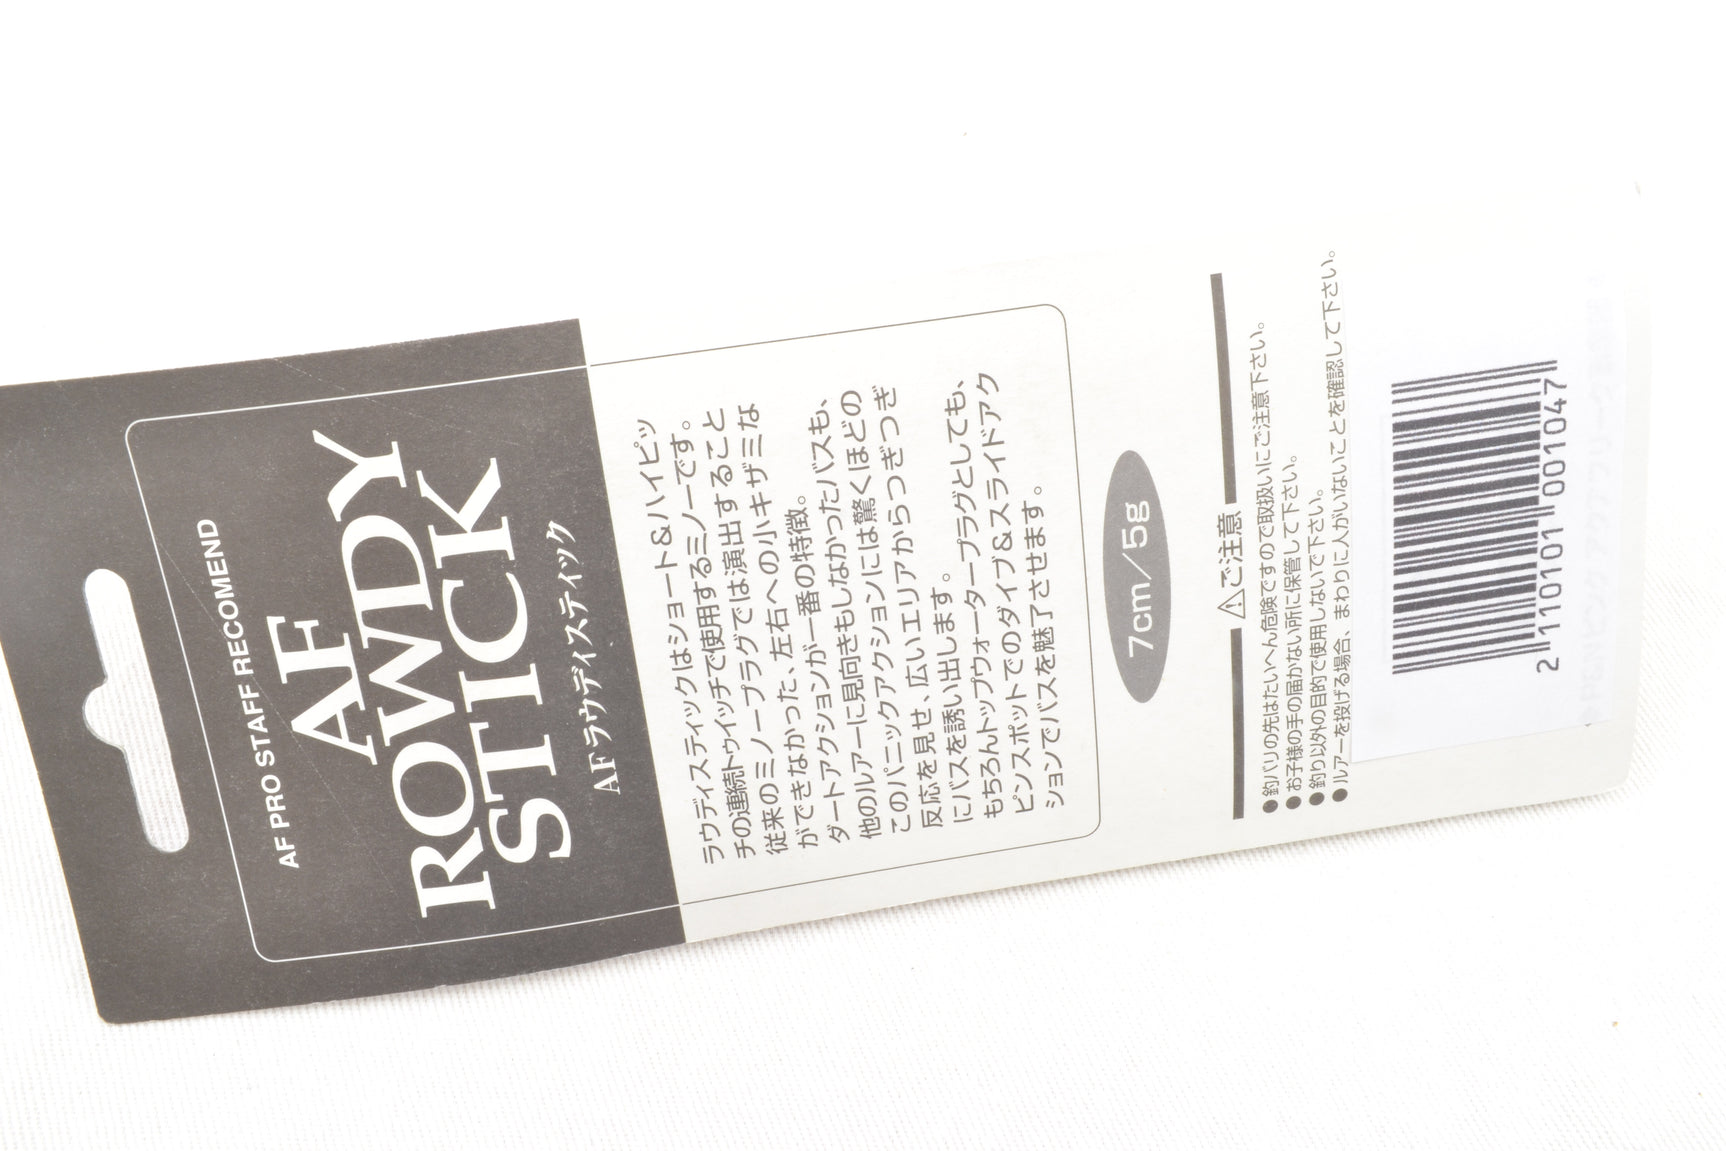 AF PRO STAFF RECOMEND
AF
ROWDY
STICK
AFラウディスティック
ラウディスティックはショート&ハイピッ
チの連続トゥイッチで使用するミノーです。
従来のミノープラグでは演出すること
ができなかった、左右への小キザミな
ダートアクションが一番の特徴。
他のルアーに見向きもしなかったバスも、
このパニックアクションには驚くほどの
反応を見せ、広いエリアからつぎつぎ
にバスを誘い出します。
もちろんトップウォータープラグとしても、
ピンスポットでのダイブ&スライドアク
ションでバスを魅了させます。
7cm/5g
⚠ご注意
●釣バリの先はたいへん危険ですので取扱いにご注意下さい。
●お子様の手の届かない所に保管して下さい。
●釣り以外の目的で使用しないで下さい。
●ルアーを投げる場合、まわりに人がいないことを確認して下さい。
2 110101 001047